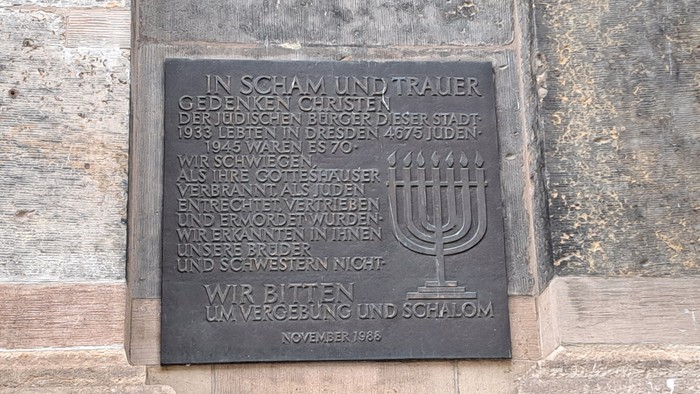 IN SCHAM UND TRAUER
GEDENKEN CHRISTEN
DER JÜDISCHEN BÜRGER DIESER STADT·
1933 LEBTEN IN DRESDEN 4675 JUDEN·
1945 WAREN ES 70·
WIR SCHWIEGEN,
ALS IHRE GOTTESHÄUSER
VERBRANNT, ALS JUDEN
ENTRECHTET, VERTRIEBEN
UND ERMORDET WURDEN·
WIR ERKANNTEN IN IHNEN
UNSERE BRÜDER
UND SCHWESTERN NICHT·
WIR BITTEN
UM VERGEBUNG UND SCHALOM
NOVEMBER 1988